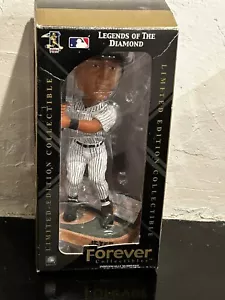 LEGENDS OF THE
DIAMOND
LIMITED EDITION COLLECTIBLE
LIMITED EDITION COLLECTIBLE
Forever
Collectibles